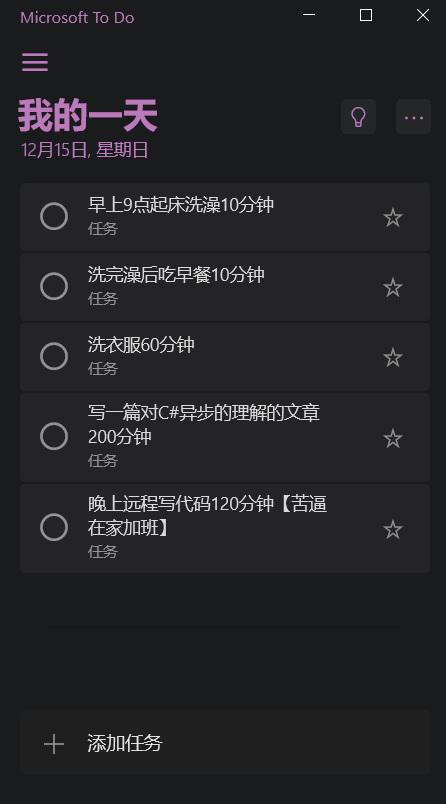 Microsoft To Do
我的一天
12月15日, 星期日
早上9点起床洗澡10分钟
任务
洗完澡后吃早餐10分钟
任务
洗衣服60分钟
任务
写一篇对C#异步的理解的文章
200分钟
任务
晚上远程写代码120分钟【苦逼
在家加班】
任务
添加任务